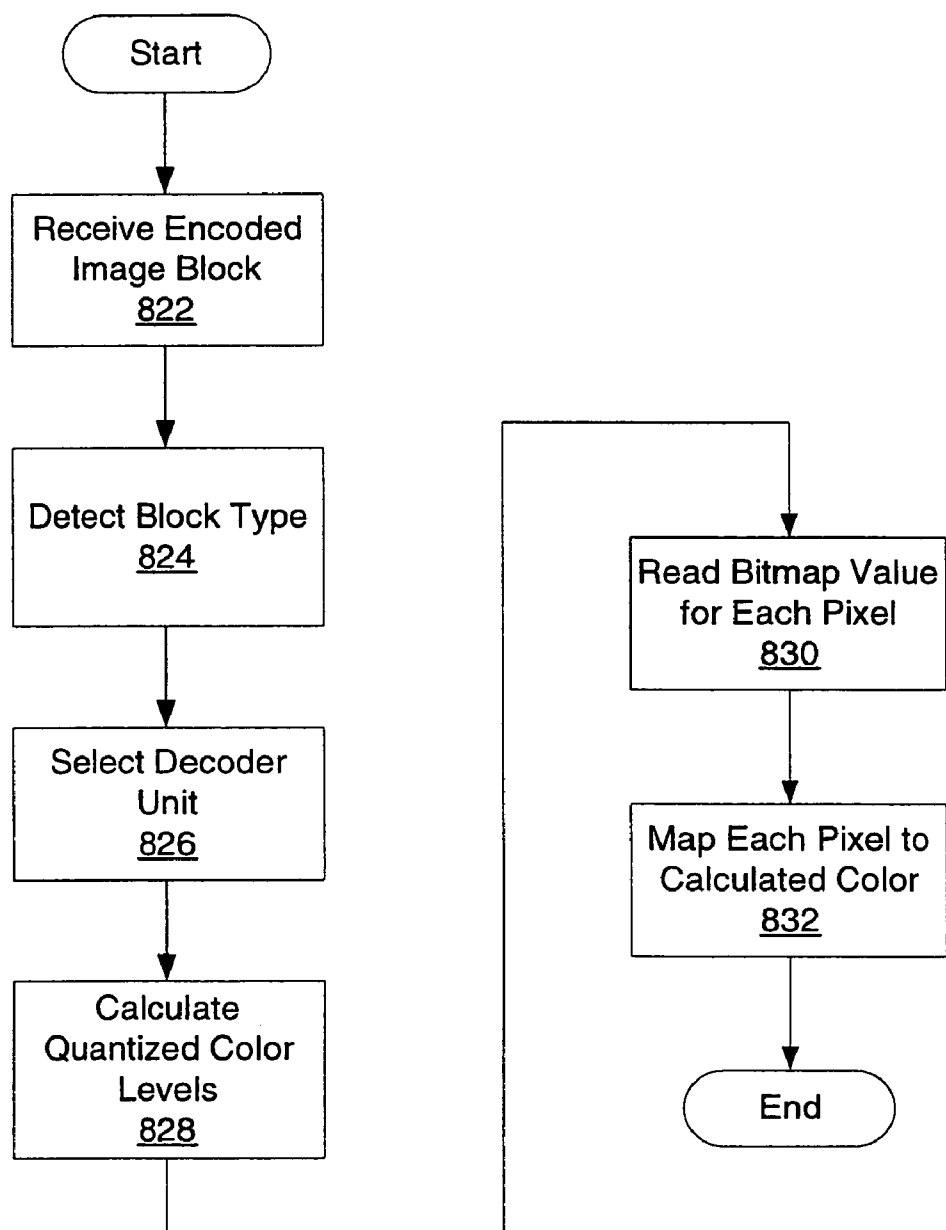 Start
Receive Encoded
Image Block
822
Detect Block Type
824
Select Decoder
Unit
826
Calculate
Quantized Color
Levels
828
Read Bitmap Value
for Each Pixel
830
Map Each Pixel to
Calculated Color
832
End